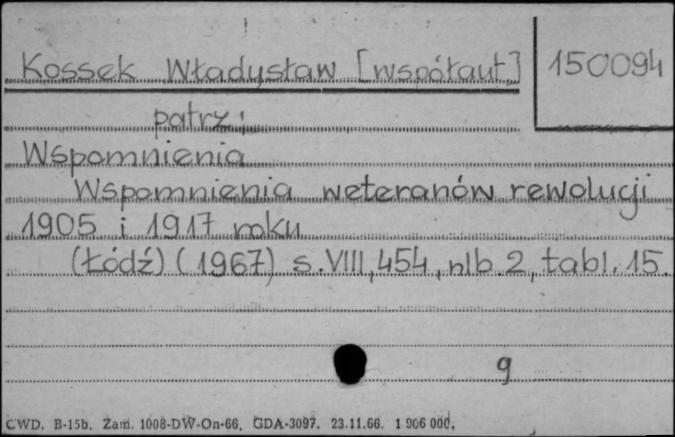 Kossek Władysław [współaut.] 150094
patrz:
Wspomnienia
Wspomnienia weteranów rewolucji
1905 i 1917 roku
(Łódź) (1967) s. VIII, 454, nlb. 2, tabl. 15.
9
CWD. B-15b. Zam. 1008-DW-On-66. GDA-3097. 23.11.66. 1 906 000.